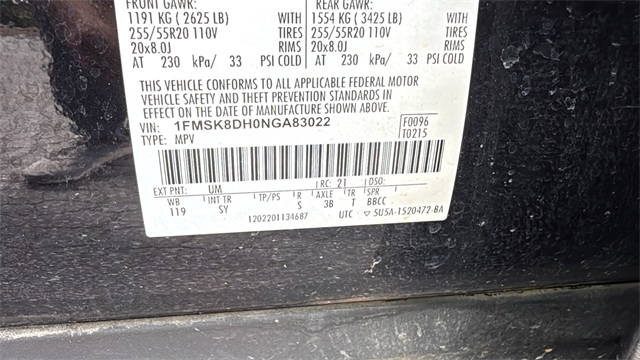 FRONT GAWR: REAR GAWR:
1191 KG ( 2625 LB) WITH 1554 KG ( 3425 LB) WITH
255/55R20 110V TIRES 255/55R20 110V TIRES
20x8.0J RIMS 20x8.0J RIMS
AT 230 kPa/ 33 PSI COLD AT 230 kPa/ 33 PSI COLD
THIS VEHICLE CONFORMS TO ALL APPLICABLE FEDERAL MOTOR
VEHICLE SAFETY AND THEFT PREVENTION STANDARDS IN
EFFECT ON THE DATE OF MANUFACTURE SHOWN ABOVE.
VIN: 1FMSK8DH0NGA83022 F0096
TYPE: MPV T0215
EXT PNT: UM RC: 21 DSO:
WB INT TR TP/PS R AXLE TR SPR
119 SY S 3B T BBCC
1202201134687 UTC ▽ 5U5A-1520472-BA